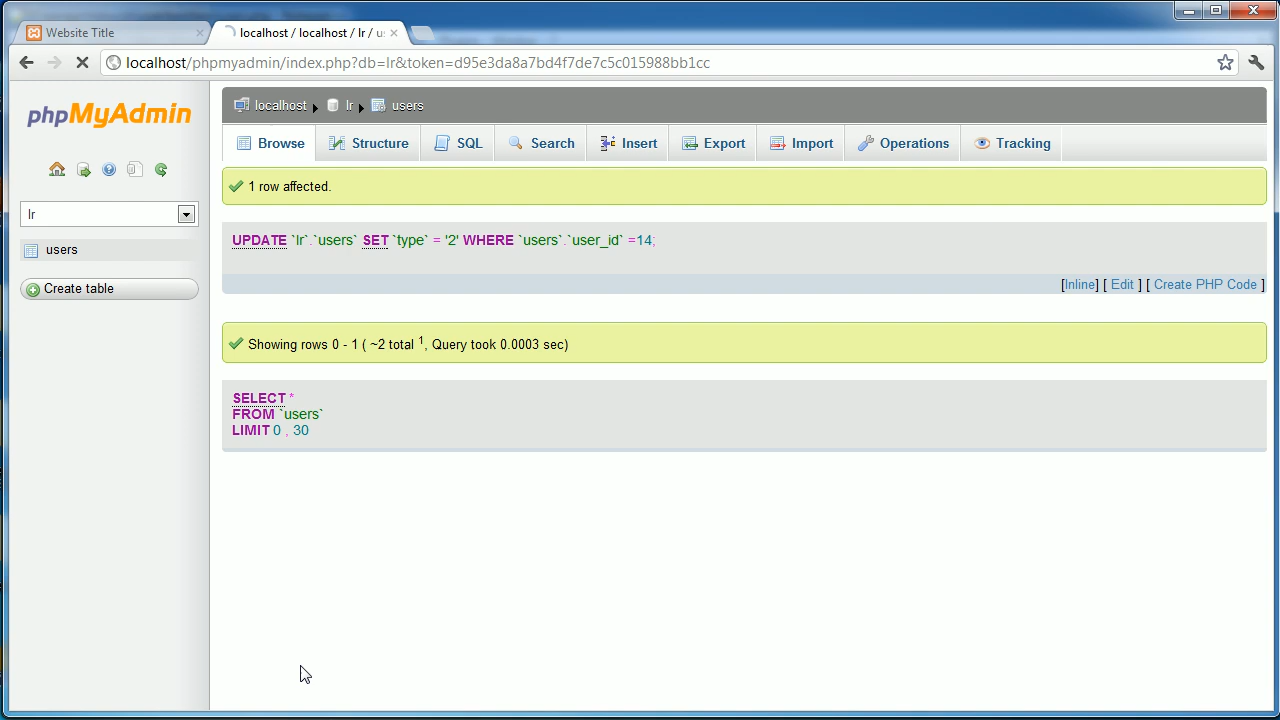 Website Title
localhost / localhost / lr / us
localhost/phpmyadmin/index.php?db=lr&token=d95e3da8a7bd4f7de7c5c015988bb1cc
phpMyAdmin
localhost lr users
Browse Structure SQL Search Insert Export Import Operations Tracking
1 row affected.
lr
UPDATE `lr`.`users` SET `type` = '2' WHERE `users`.`user_id` =14;
users
[Inline] [ Edit ] [ Create PHP Code ]
Create table
Showing rows 0 - 1 ( ~2 total 1, Query took 0.0003 sec)
SELECT *
FROM `users`
LIMIT 0 , 30